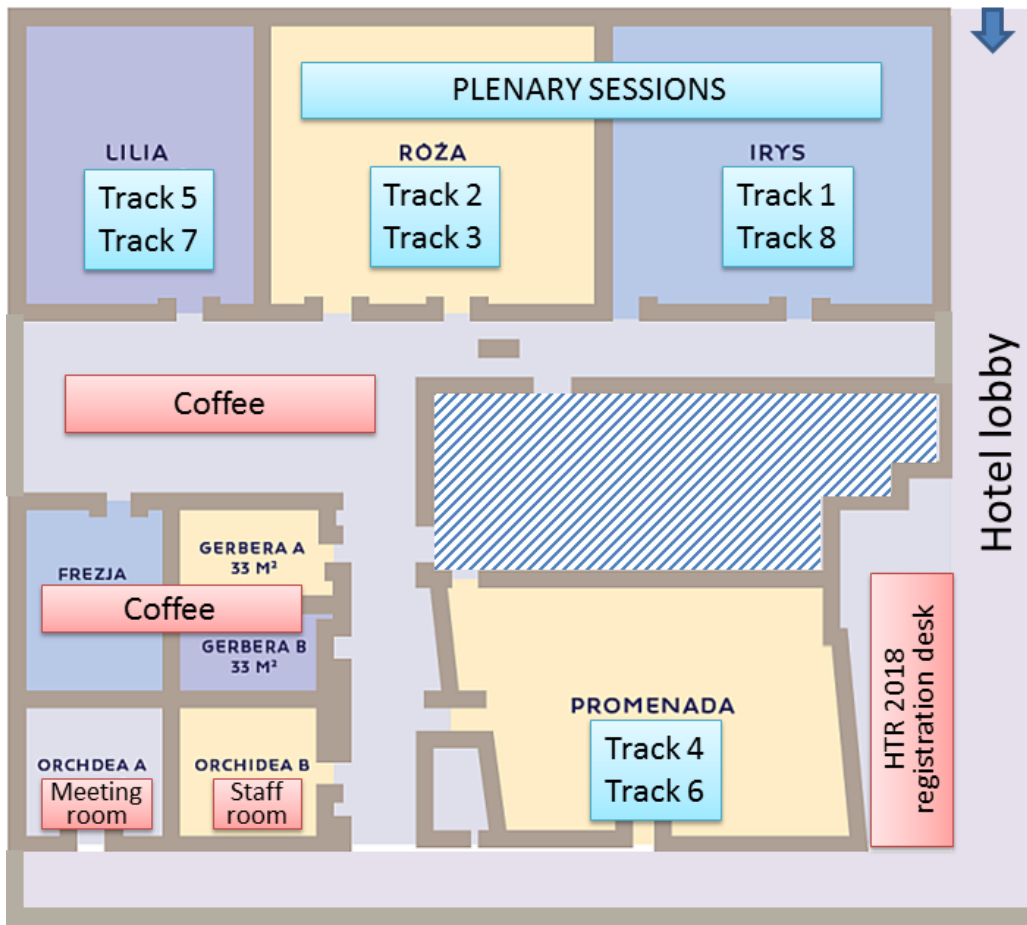 PLENARY SESSIONS
LILIA
Track 5
Track 7
RÓŻA
Track 2
Track 3
IRYS
Track 1
Track 8
Hotel lobby
Coffee
FREZJA
GERBERA A
33 M²
Coffee
GERBERA B
33 M²
ORCHDEA A
Meeting
room
ORCHIDEA B
Staff
room
PROMENADA
Track 4
Track 6
HTR 2018
registration desk